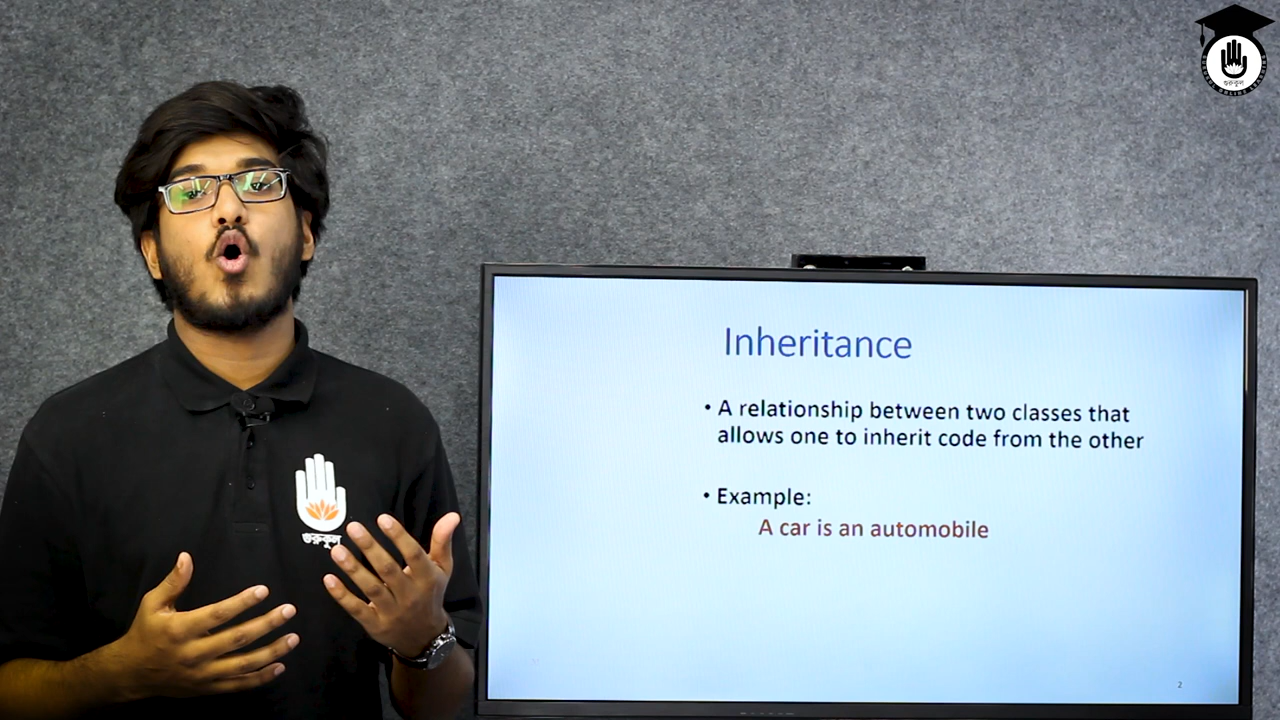 গুরুকুল
Inheritance
• A relationship between two classes that
allows one to inherit code from the other
• Example:
A car is an automobile
গুরুকুল
2